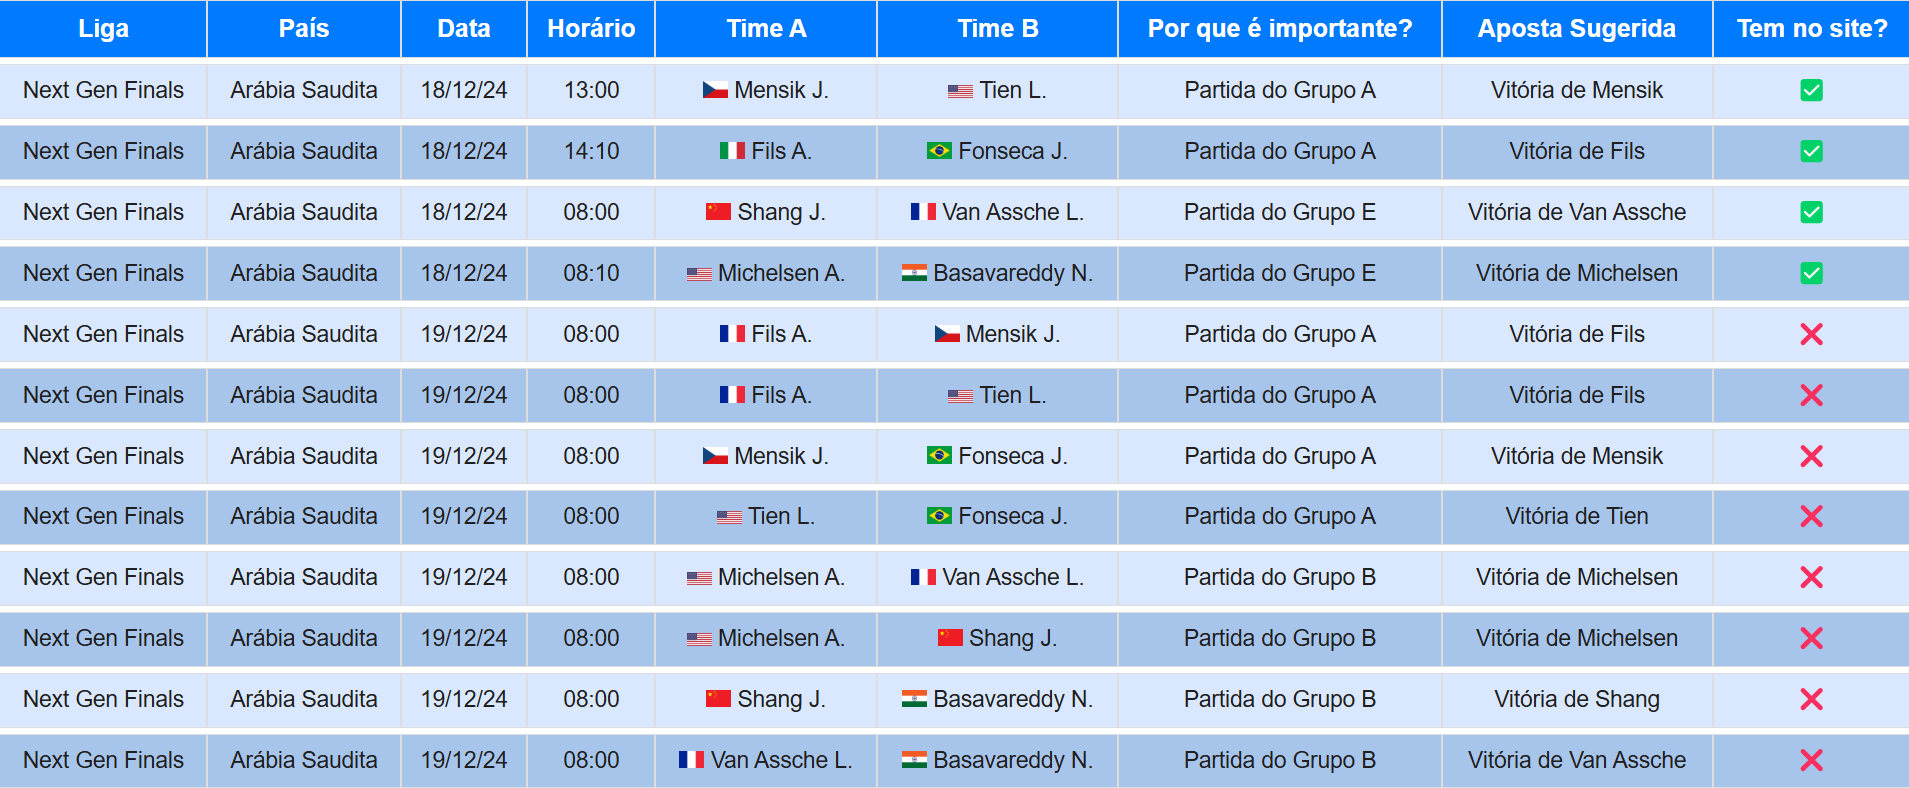 Liga País Data Horário Time A Time B Por que é importante? Aposta Sugerida Tem no site?
Next Gen Finals Arábia Saudita 18/12/24 13:00 Mensik J. Tien L. Partida do Grupo A Vitória de Mensik
Next Gen Finals Arábia Saudita 18/12/24 14:10 Fils A. Fonseca J. Partida do Grupo A Vitória de Fils
Next Gen Finals Arábia Saudita 18/12/24 08:00 Shang J. Van Assche L. Partida do Grupo E Vitória de Van Assche
Next Gen Finals Arábia Saudita 18/12/24 08:10 Michelsen A. Basavareddy N. Partida do Grupo E Vitória de Michelsen
Next Gen Finals Arábia Saudita 19/12/24 08:00 Fils A. Mensik J. Partida do Grupo A Vitória de Fils
Next Gen Finals Arábia Saudita 19/12/24 08:00 Fils A. Tien L. Partida do Grupo A Vitória de Fils
Next Gen Finals Arábia Saudita 19/12/24 08:00 Mensik J. Fonseca J. Partida do Grupo A Vitória de Mensik
Next Gen Finals Arábia Saudita 19/12/24 08:00 Tien L. Fonseca J. Partida do Grupo A Vitória de Tien
Next Gen Finals Arábia Saudita 19/12/24 08:00 Michelsen A. Van Assche L. Partida do Grupo B Vitória de Michelsen
Next Gen Finals Arábia Saudita 19/12/24 08:00 Michelsen A. Shang J. Partida do Grupo B Vitória de Michelsen
Next Gen Finals Arábia Saudita 19/12/24 08:00 Shang J. Basavareddy N. Partida do Grupo B Vitória de Shang
Next Gen Finals Arábia Saudita 19/12/24 08:00 Van Assche L. Basavareddy N. Partida do Grupo B Vitória de Van Assche